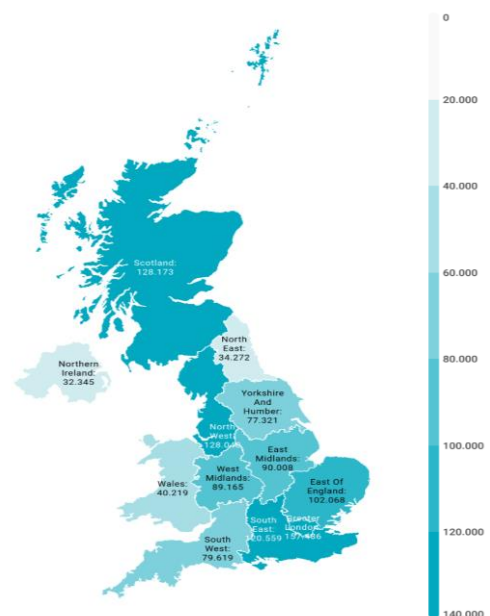 0
20.000
40.000
60.000
80.000
100.000
120.000
140.000
Scotland:
128.173
North
East:
34.272
Northern
Ireland:
32.345
Yorkshire
And
Humber:
77.321
North
West:
East
Midlands:
90.008
West
Midlands:
89.165
Wales:
40.219
East Of
England:
102.068
South
East:
120.559
Greater
London:
South
West:
79.619